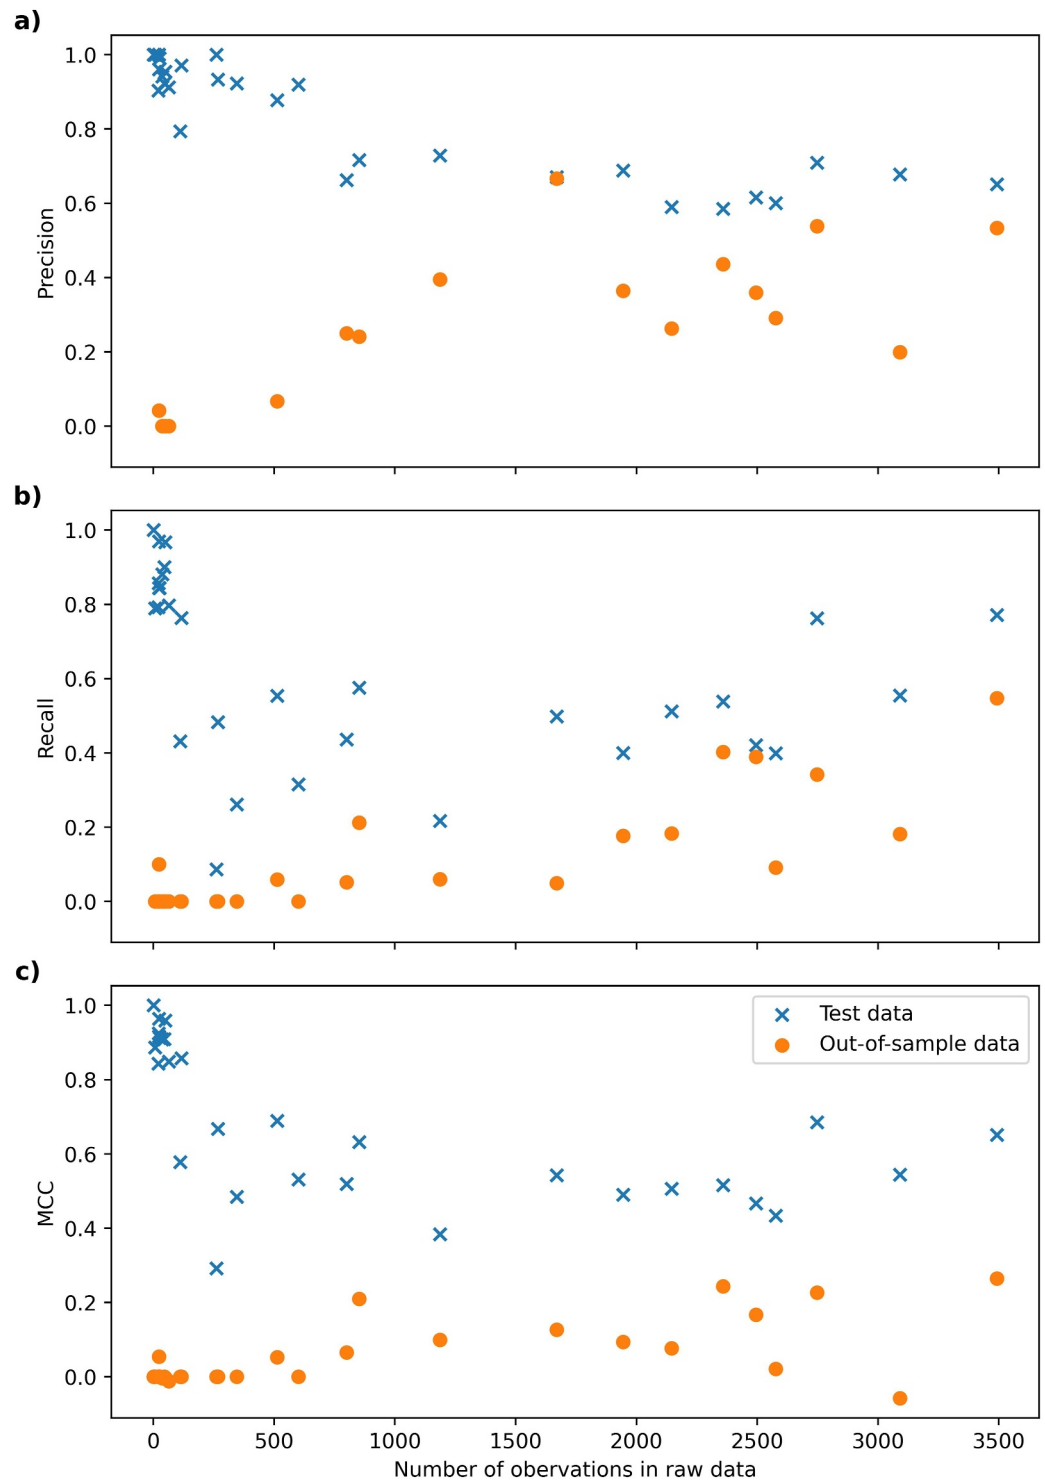 a)
1.0
0.8
0.6
0.4
0.2
0.0
Precision
b)
1.0
0.8
0.6
0.4
0.2
0.0
Recall
c)
1.0
0.8
0.6
0.4
0.2
0.0
MCC
Test data
Out-of-sample data
0 500 1000 1500 2000 2500 3000 3500
Number of obervations in raw data